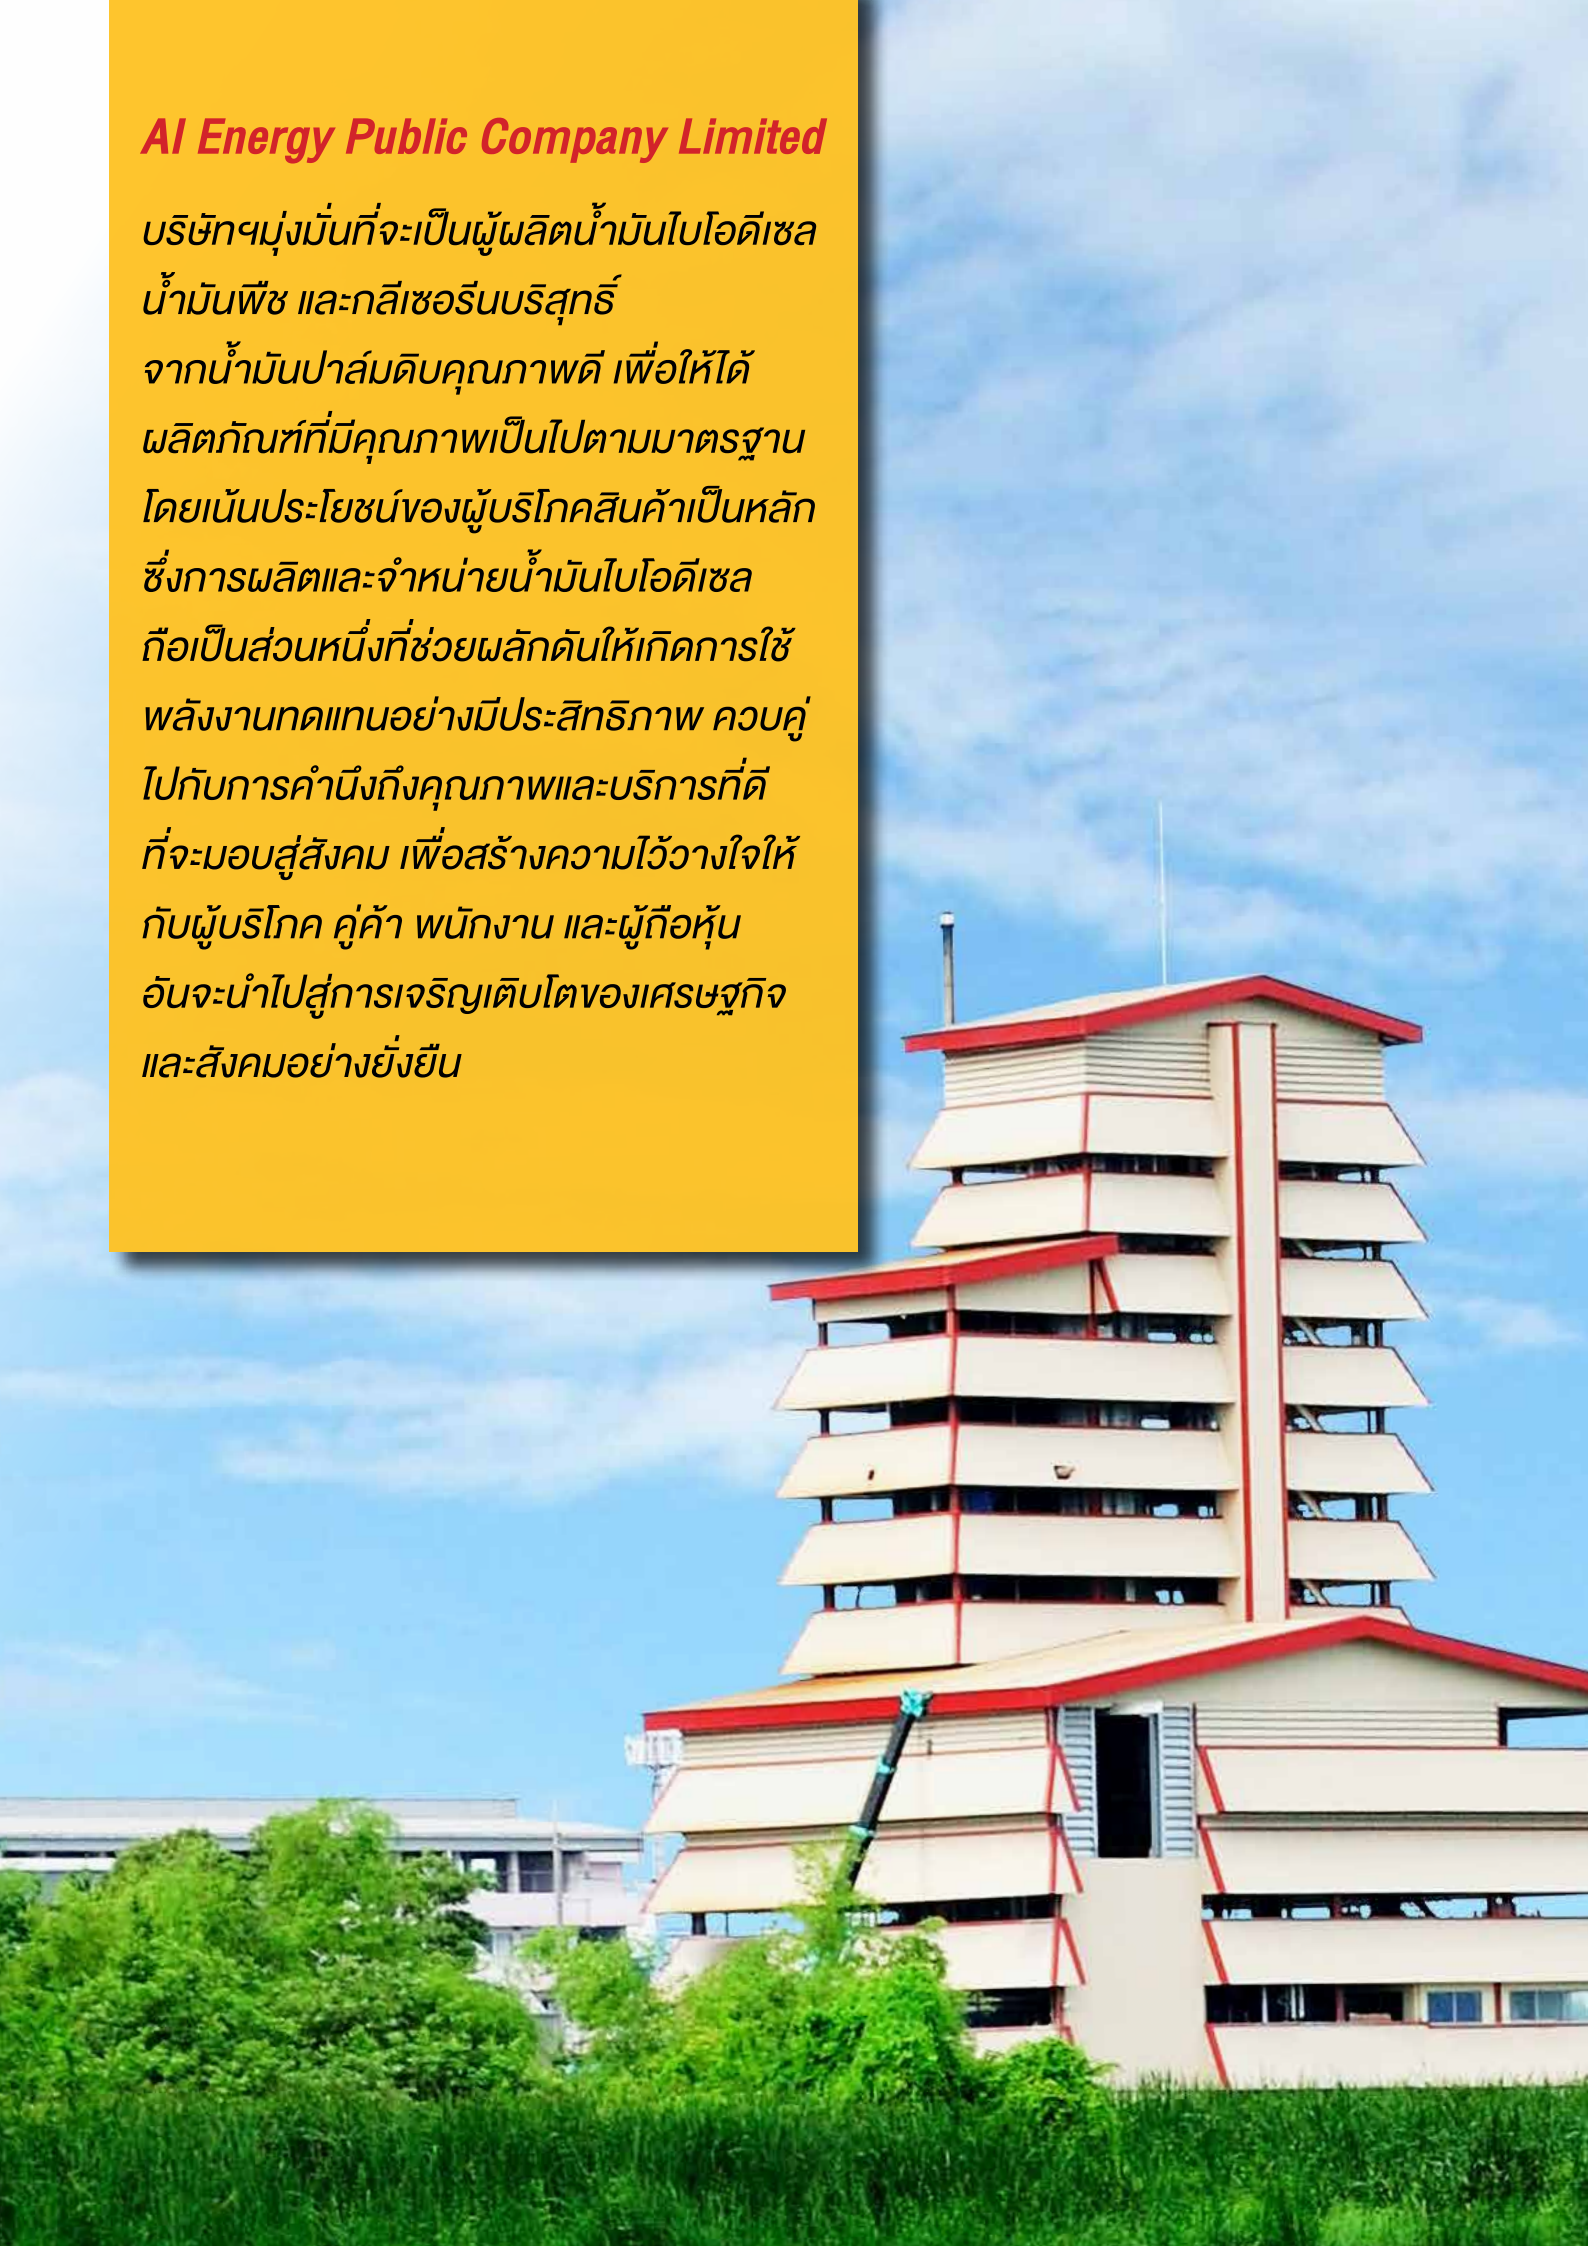 AI Energy Public Company Limited
บริษัทฯมุ่งมั่นที่จะเป็นผู้ผลิตน้ำมันไบโอดีเซล
น้ำมันพืช และกลีเซอรีนบริสุทธิ์
จากน้ำมันปาล์มดิบคุณภาพดี เพื่อให้ได้
ผลิตภัณฑ์ที่มีคุณภาพเป็นไปตามมาตรฐาน
โดยเน้นประโยชน์ของผู้บริโภคสินค้าเป็นหลัก
ซึ่งการผลิตและจำหน่ายน้ำมันไบโอดีเซล
ถือเป็นส่วนหนึ่งที่ช่วยผลักดันให้เกิดการใช้
พลังงานทดแทนอย่างมีประสิทธิภาพ ควบคู่
ไปกับการคำนึงถึงคุณภาพและบริการที่ดี
ที่จะมอบสู่สังคม เพื่อสร้างความไว้วางใจให้
กับผู้บริโภค คู่ค้า พนักงาน และผู้ถือหุ้น
อันจะนำไปสู่การเจริญเติบโตของเศรษฐกิจ
และสังคมอย่างยั่งยืน